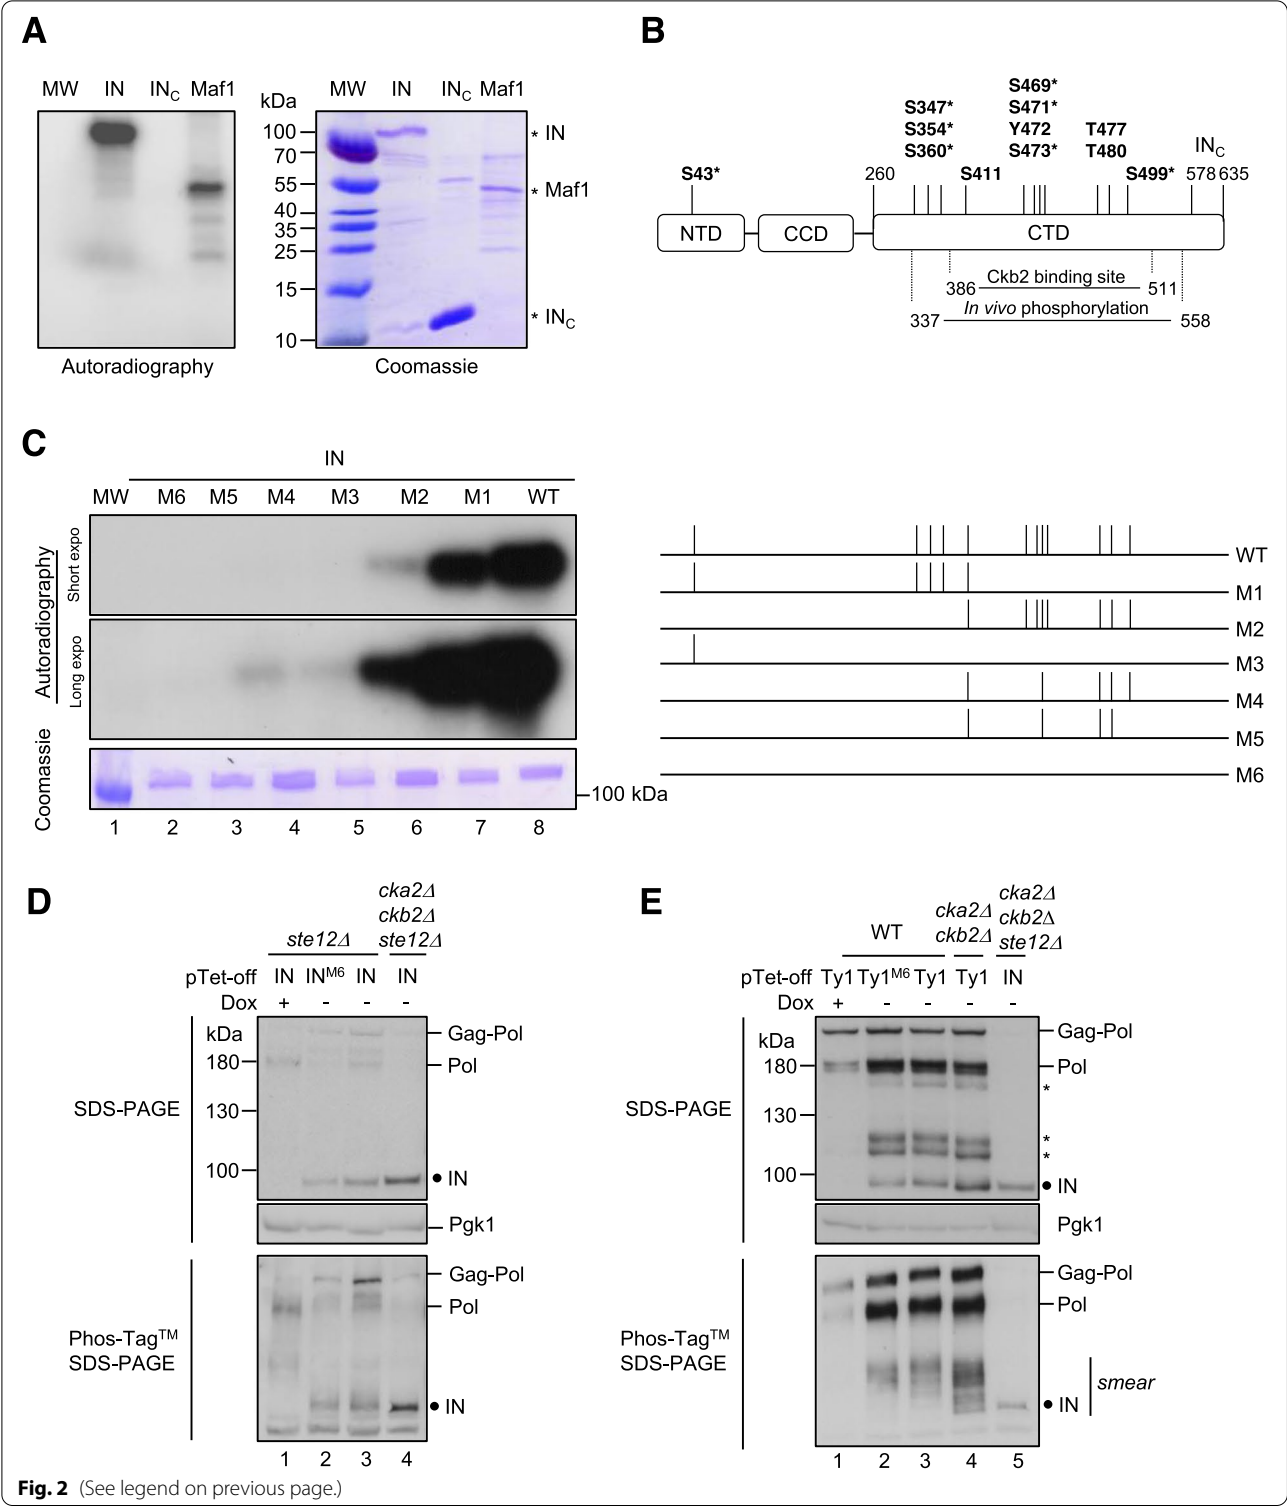 A
MW IN INC Maf1
kDa
MW IN INC Maf1
100
70
55
40
35
25
15
10
* IN
* Maf1
* INC
Autoradiography
Coomassie
B
S469*
S347* S471*
S354* Y472 T477
S360* S473* T480 INC
S43* 260 S411 S499* 578 635
NTD CCD CTD
Ckb2 binding site
386 511
In vivo phosphorylation
337 558
C
IN
MW M6 M5 M4 M3 M2 M1 WT
Autoradiography
Short expo
Long expo
Coomassie
100 kDa
1 2 3 4 5 6 7 8
WT
M1
M2
M3
M4
M5
M6
D
cka2Δ
ckb2Δ
ste12Δ ste12Δ
pTet-off IN INM6 IN IN
Dox + - - -
kDa
180
130
100
SDS-PAGE
Gag-Pol
Pol
● IN
Pgk1
Gag-Pol
Pol
Phos-TagTM
SDS-PAGE
● IN
1 2 3 4
E
cka2Δ
cka2Δ ckb2Δ
WT ckb2Δ ste12Δ
pTet-off Ty1 Ty1M6 Ty1 Ty1 IN
Dox + - - - -
kDa
180
130
100
SDS-PAGE
Gag-Pol
Pol
*
*
*
● IN
Pgk1
Gag-Pol
Pol
Phos-TagTM
SDS-PAGE
smear
● IN
1 2 3 4 5
Fig. 2 (See legend on previous page.)